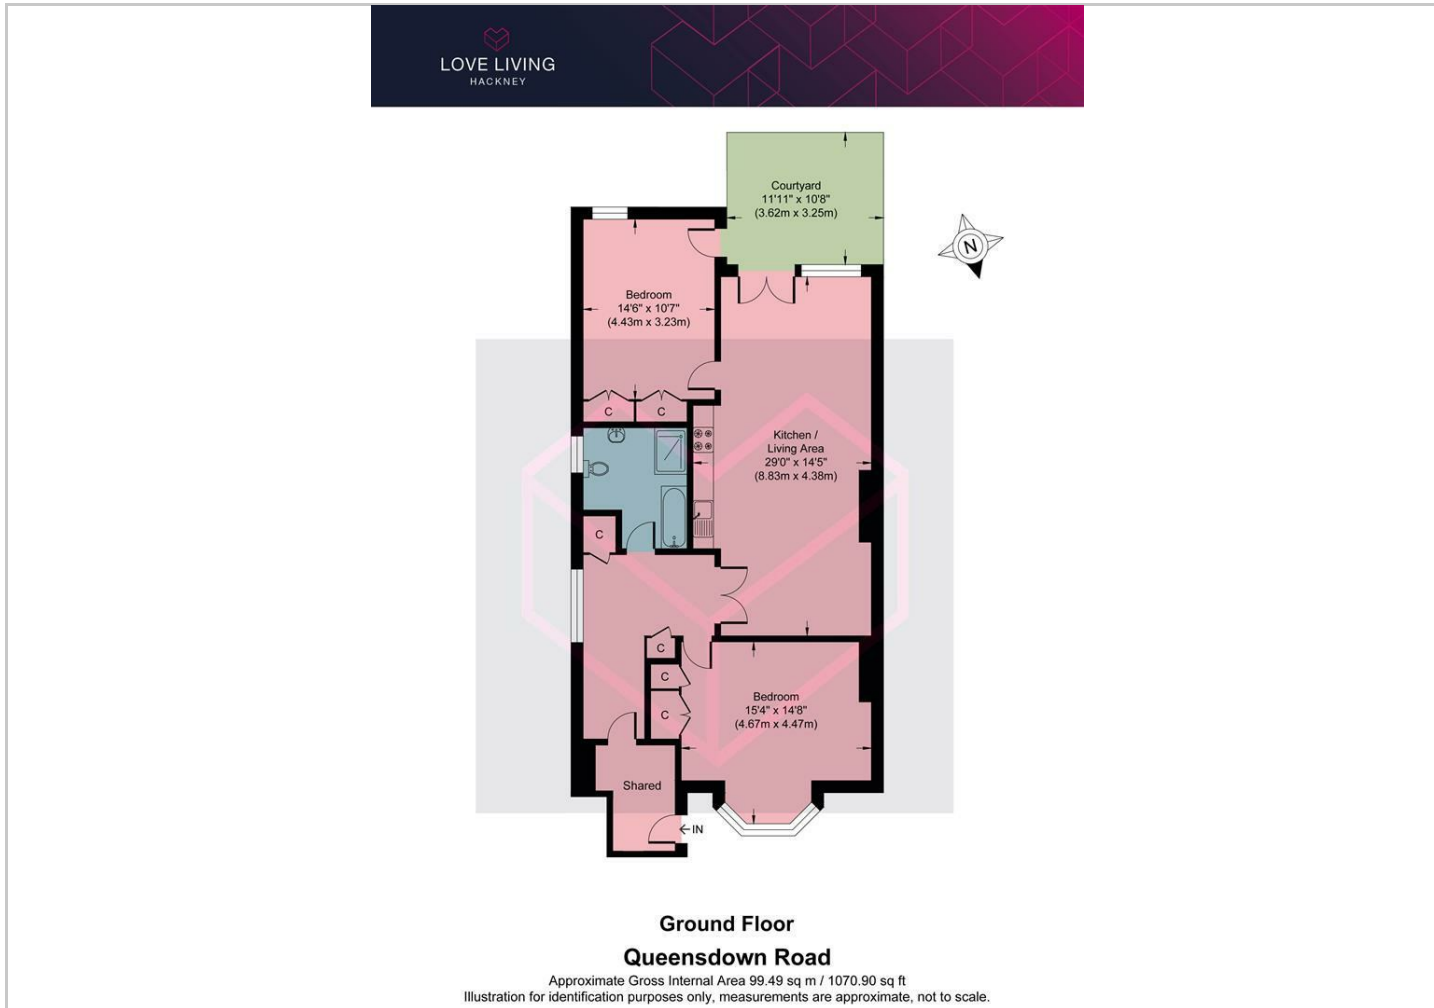 LOVE LIVING
HACKNEY
Courtyard
11'11" x 10'8"
(3.62m x 3.25m)
N
Bedroom
14'6" x 10'7"
(4.43m x 3.23m)
C
C
Kitchen /
Living Area
29'0" x 14'5"
(8.83m x 4.38m)
C
C
C
C
Bedroom
15'4" x 14'8"
(4.67m x 4.47m)
Shared
IN
Ground Floor
Queensdown Road
Approximate Gross Internal Area 99.49 sq m / 1070.90 sq ft
Illustration for identification purposes only, measurements are approximate, not to scale.